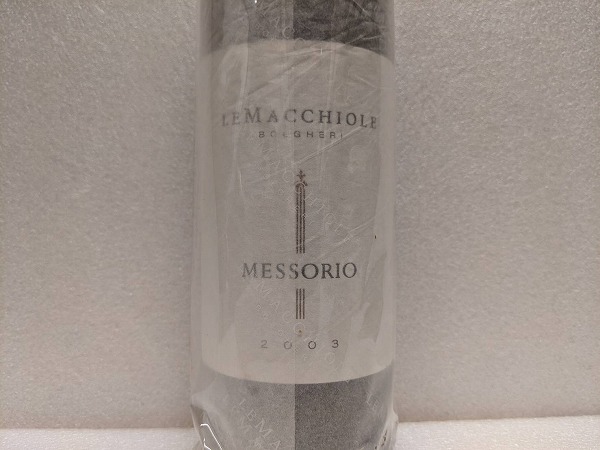 LEMACCHIOLE
BOLGHERI
MESSORIO
2003